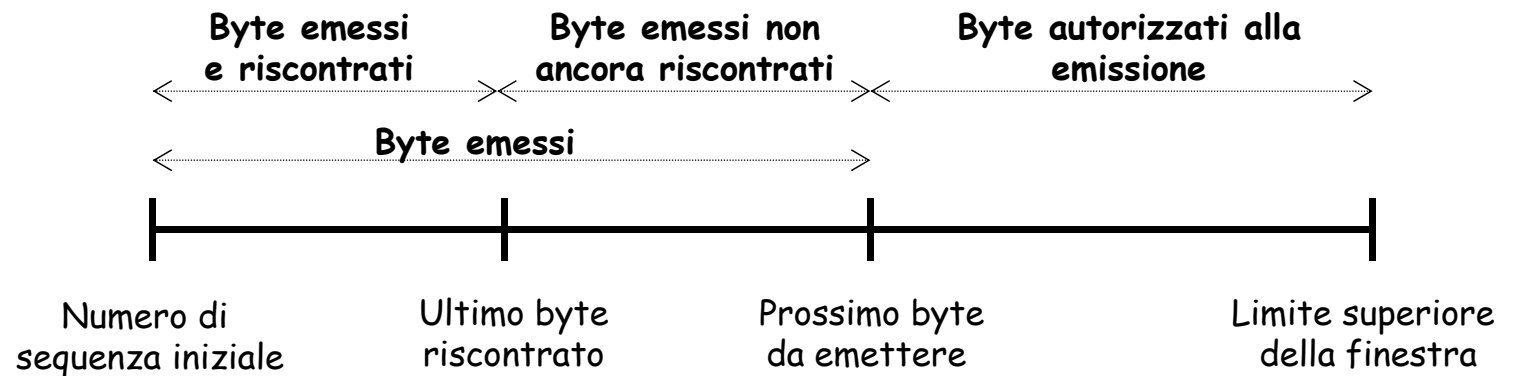 Byte emessi
e riscontrati
Byte emessi non
ancora riscontrati
Byte autorizzati alla
emissione
Byte emessi
Numero di
sequenza iniziale
Ultimo byte
riscontrato
Prossimo byte
da emettere
Limite superiore
della finestra